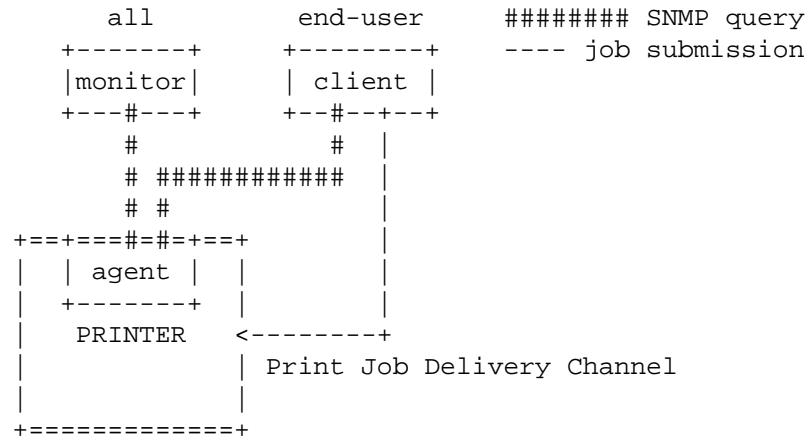 all end-user ######## SNMP query
+-------+ +--------+ ---- job submission
|monitor| | client |
+---#---+ +--#--+--+
# # |
# ############ |
# # |
+==+===#=#=+==+ |
| | agent | | |
| +-------+ | |
| PRINTER <--------+
| | Print Job Delivery Channel
| |
+=============+